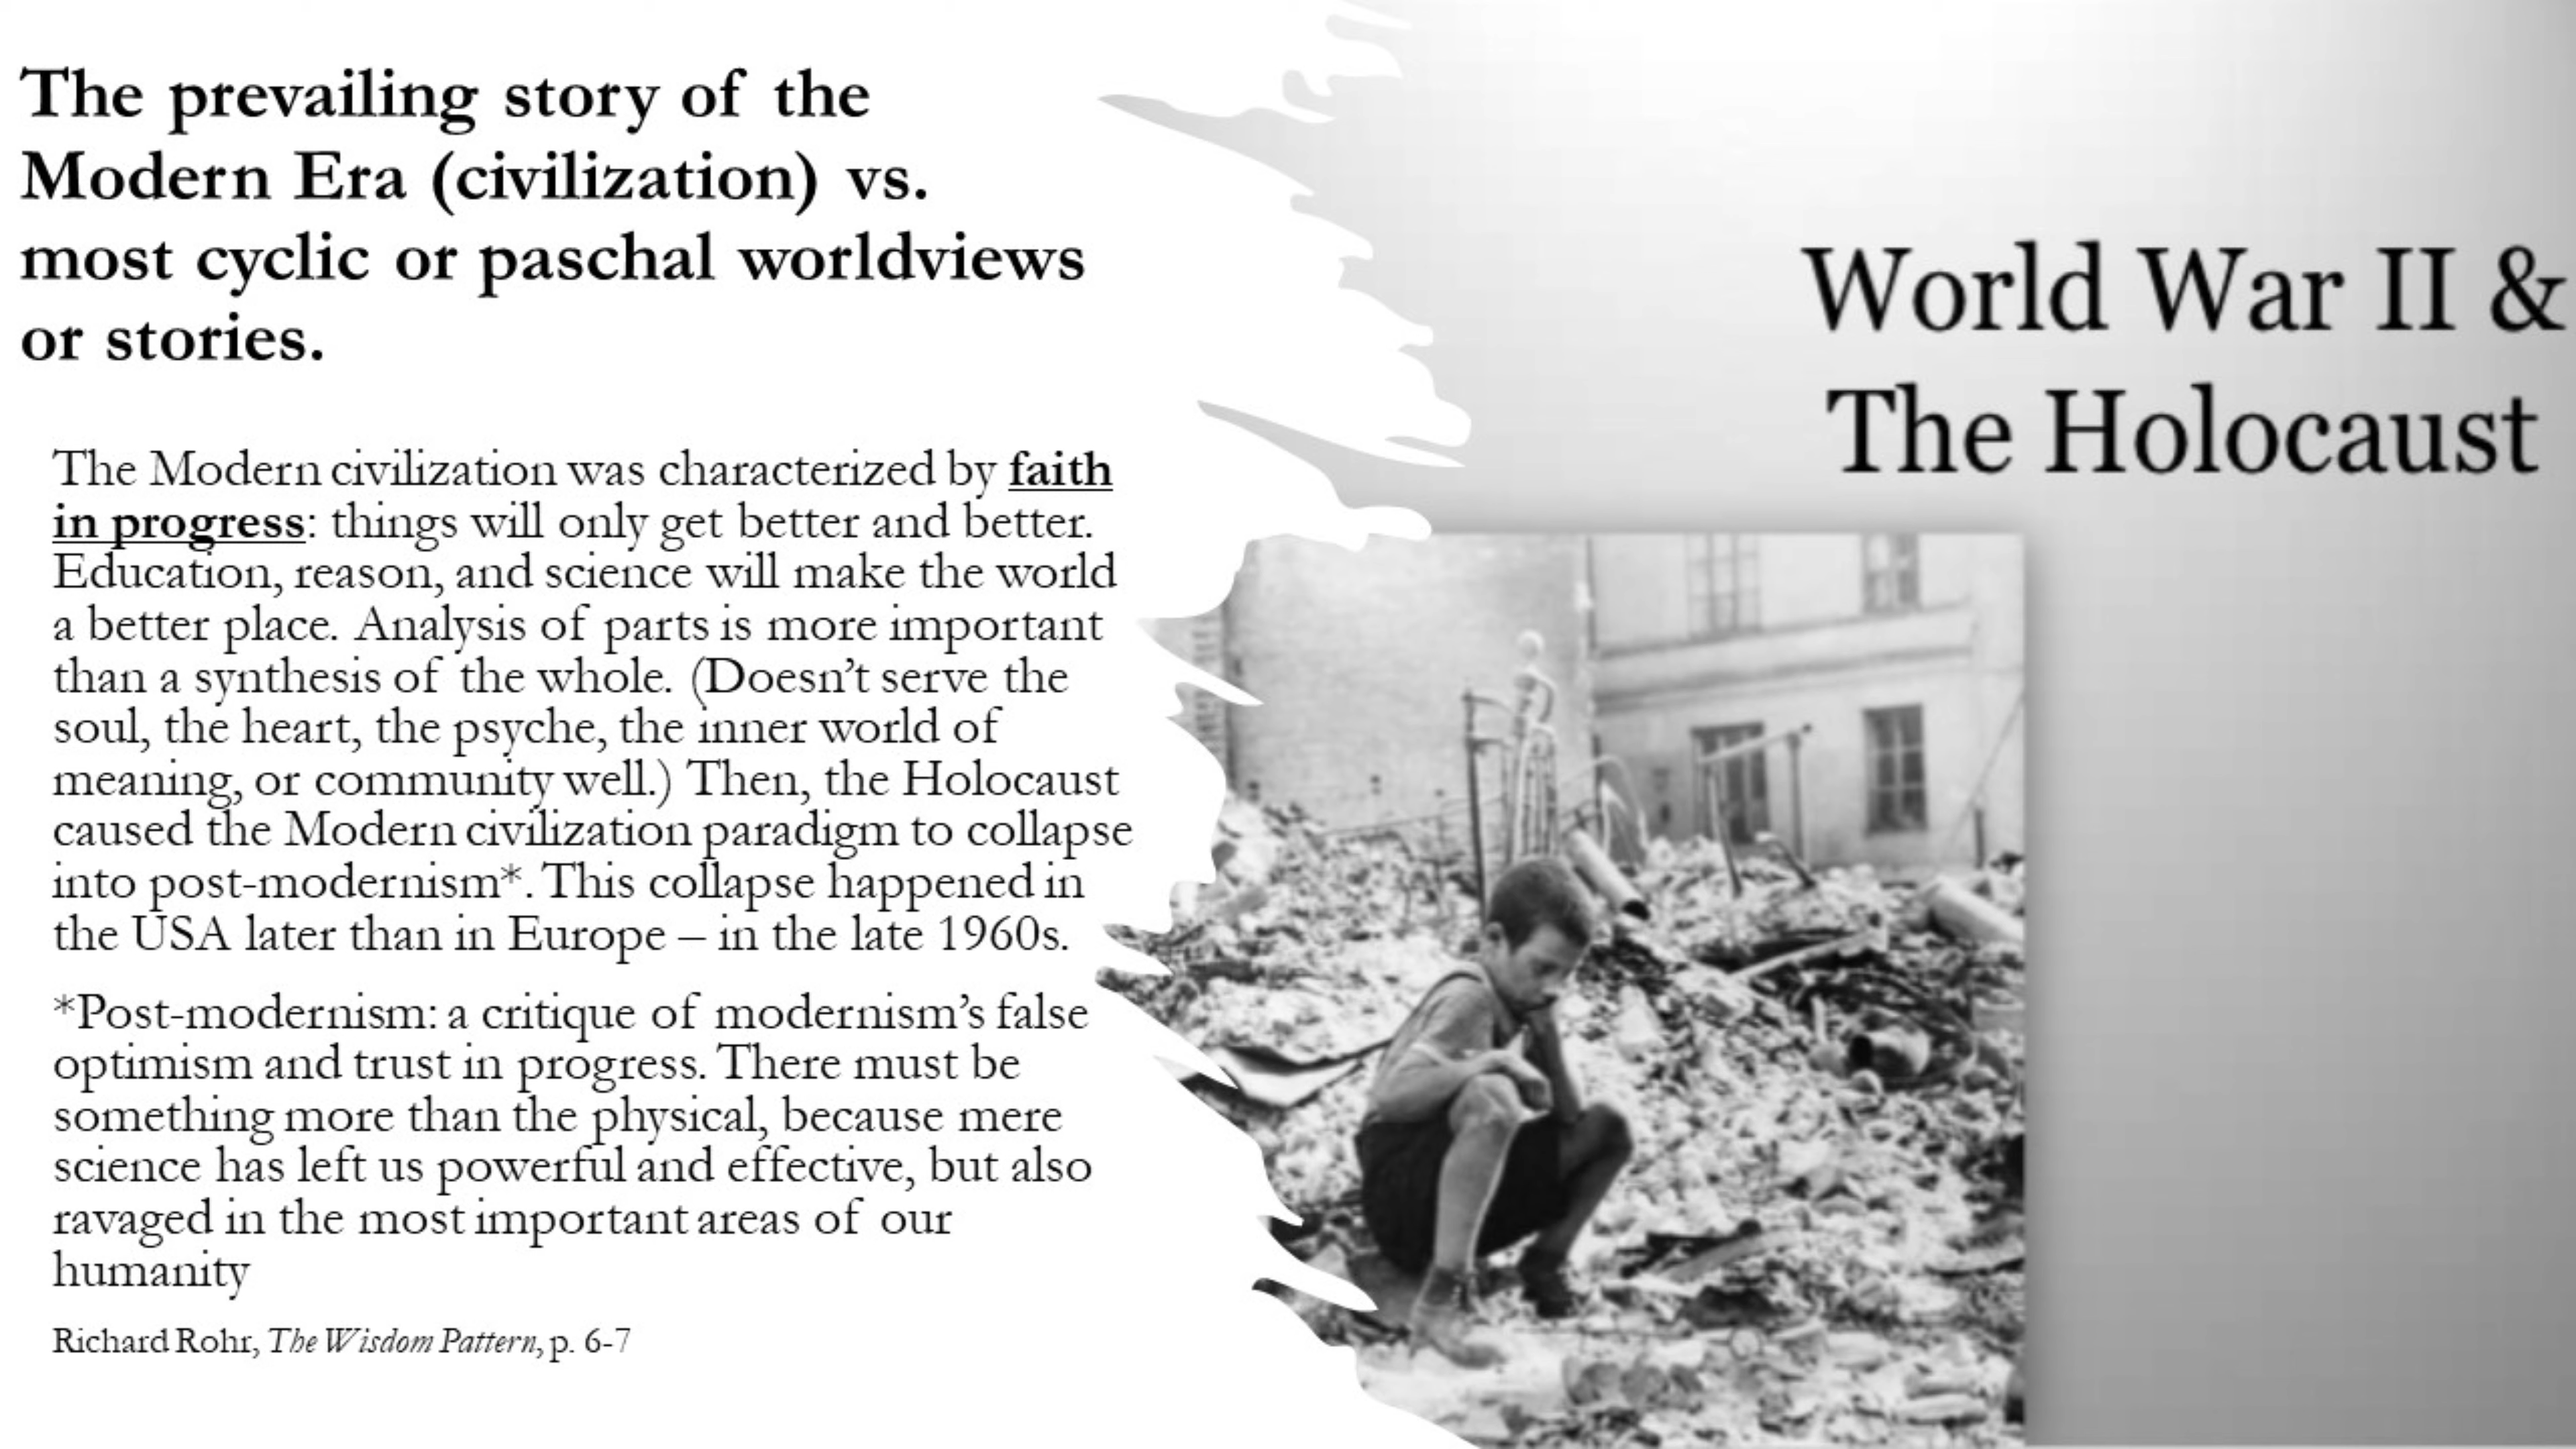 The prevailing story of the
Modern Era (civilization) vs.
most cyclic or paschal worldviews
or stories.
The Modern civilization was characterized by faith
in progress: things will only get better and better.
Education, reason, and science will make the world
a better place. Analysis of parts is more important
than a synthesis of the whole. (Doesn’t serve the
soul, the heart, the psyche, the inner world of
meaning, or community well.) Then, the Holocaust
caused the Modern civilization paradigm to collapse
into post-modernism*. This collapse happened in
the USA later than in Europe – in the late 1960s.
*Post-modernism: a critique of modernism’s false
optimism and trust in progress. There must be
something more than the physical, because mere
science has left us powerful and effective, but also
ravaged in the most important areas of our
humanity
Richard Rohr, The Wisdom Pattern, p. 6-7
World War II &
The Holocaust